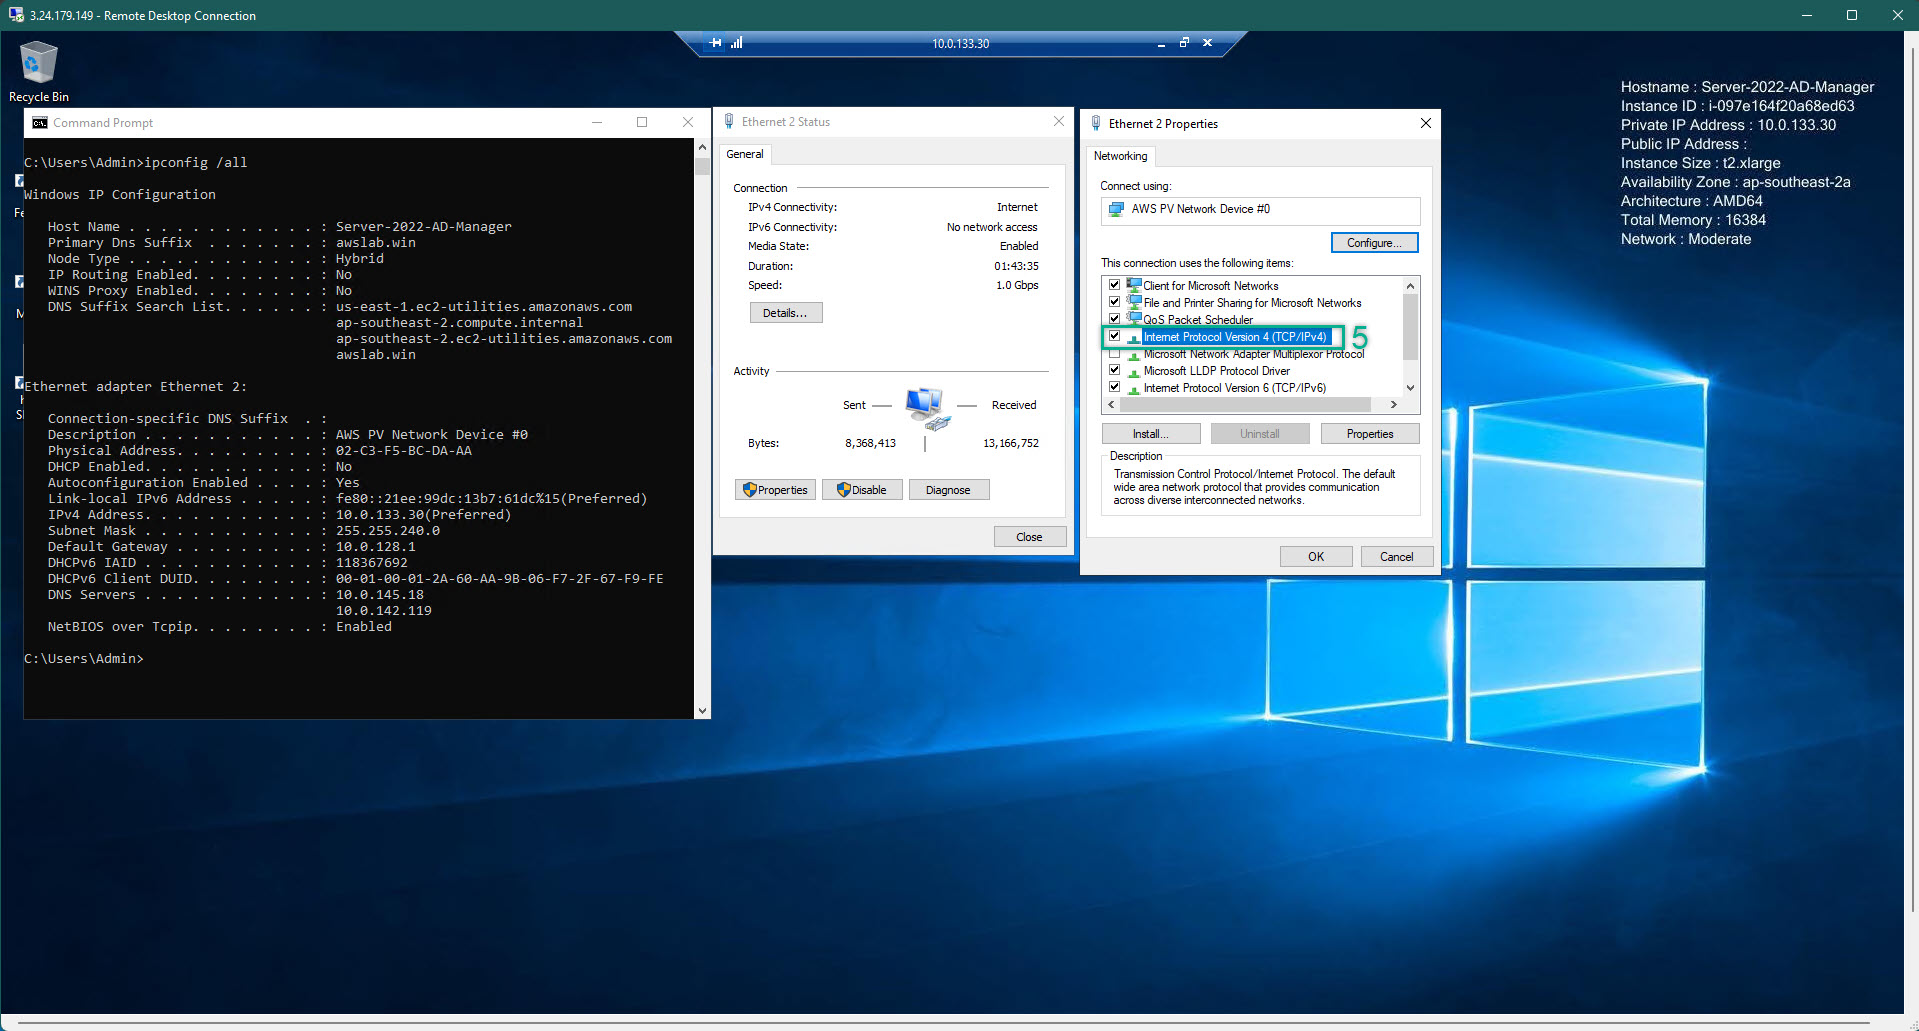 3.24.179.149 - Remote Desktop Connection
10.0.133.30
Recycle Bin
Hostname : Server-2022-AD-Manager
Instance ID : i-097e164f20a68ed63
Private IP Address : 10.0.133.30
Public IP Address :
Instance Size : t2.xlarge
Availability Zone : ap-southeast-2a
Architecture : AMD64
Total Memory : 16384
Network : Moderate
Command Prompt
C:\Users\Admin>ipconfig /all
Windows IP Configuration
Host Name . . . . . . . . . . . . : Server-2022-AD-Manager
Primary Dns Suffix  . . . . . . . : awslab.win
Node Type . . . . . . . . . . . . : Hybrid
IP Routing Enabled. . . . . . . . : No
WINS Proxy Enabled. . . . . . . . : No
DNS Suffix Search List. . . . . . : us-east-1.ec2-utilities.amazonaws.com
ap-southeast-2.compute.internal
ap-southeast-2.ec2-utilities.amazonaws.com
awslab.win
Ethernet adapter Ethernet 2:
Connection-specific DNS Suffix  . :
Description . . . . . . . . . . . : AWS PV Network Device #0
Physical Address. . . . . . . . . : 02-C3-F5-BC-DA-AA
DHCP Enabled. . . . . . . . . . . : No
Autoconfiguration Enabled . . . . : Yes
Link-local IPv6 Address . . . . . : fe80::21ee:99dc:13b7:61dc%15(Preferred)
IPv4 Address. . . . . . . . . . . : 10.0.133.30(Preferred)
Subnet Mask . . . . . . . . . . . : 255.255.240.0
Default Gateway . . . . . . . . . : 10.0.128.1
DHCPv6 IAID . . . . . . . . . . . : 118367692
DHCPv6 Client DUID. . . . . . . . : 00-01-00-01-2A-60-AA-9B-06-F7-2F-67-F9-FE
DNS Servers . . . . . . . . . . . : 10.0.145.18
10.0.142.119
NetBIOS over Tcpip. . . . . . . . : Enabled
C:\Users\Admin>
Ethernet 2 Status
General
Connection
IPv4 Connectivity: Internet
IPv6 Connectivity: No network access
Media State: Enabled
Duration: 01:43:35
Speed: 1.0 Gbps
Details...
Activity
Sent — — Received
Bytes: 8,368,413 13,166,752
Properties Disable Diagnose
Close
Ethernet 2 Properties
Networking
Connect using:
AWS PV Network Device #0
Configure...
This connection uses the following items:
Client for Microsoft Networks
File and Printer Sharing for Microsoft Networks
QoS Packet Scheduler
Internet Protocol Version 4 (TCP/IPv4) 5
Microsoft Network Adapter Multiplexor Protocol
Microsoft LLDP Protocol Driver
Internet Protocol Version 6 (TCP/IPv6)
Install... Uninstall Properties
Description
Transmission Control Protocol/Internet Protocol. The default
wide area network protocol that provides communication
across diverse interconnected networks.
OK Cancel